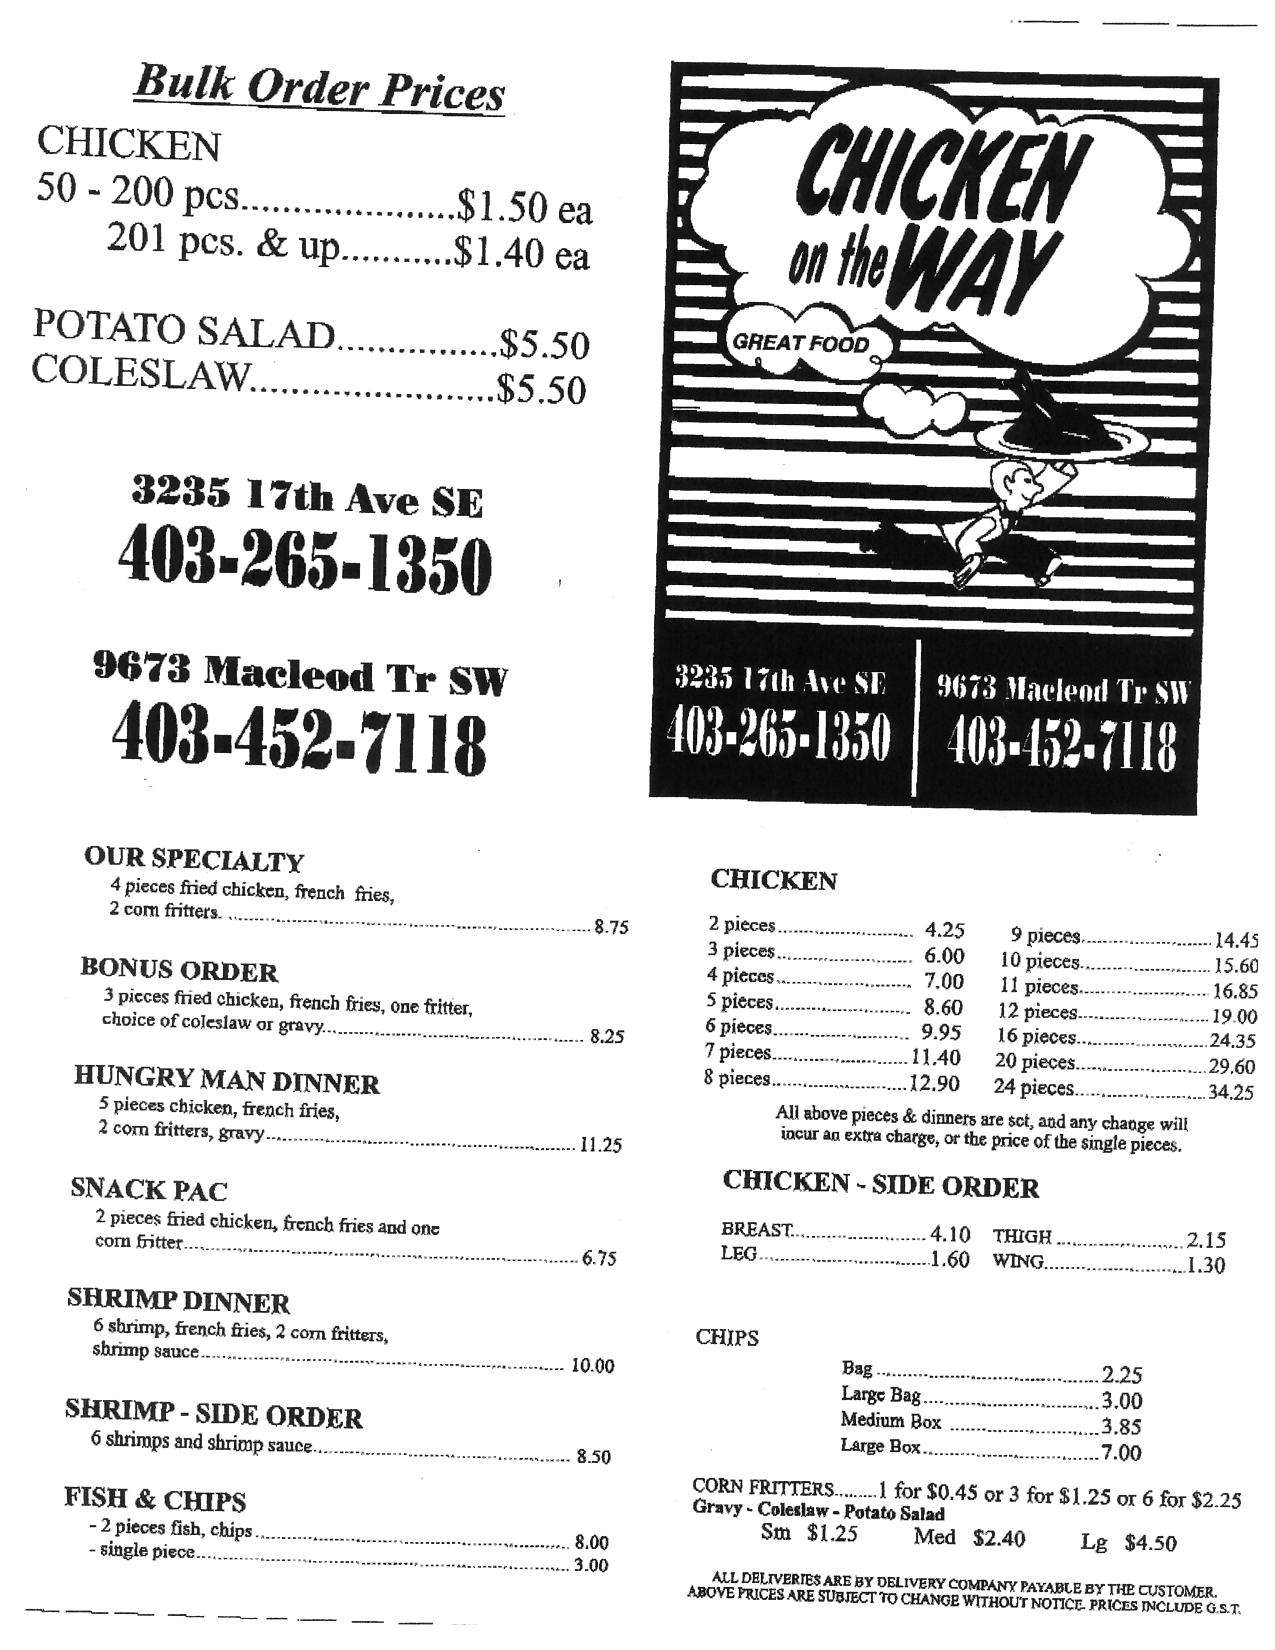 Bulk Order Prices
CHICKEN
50 - 200 pcs......................$1.50 ea
201 pcs. & up...........$1.40 ea
POTATO SALAD................$5.50
COLESLAW........................$5.50
3235 17th Ave SE
403-265-1350
9673 Macleod Tr SW
403-452-7118
CHICKEN
on the WAY
GREAT FOOD
3235 17th Ave SE
403-265-1350
9673 Macleod Tr SW
403-452-7118
OUR SPECIALTY
4 pieces fried chicken, french fries,
2 corn fritters. ........................ 8.75
BONUS ORDER
3 pieces fried chicken, french fries, one fritter,
choice of coleslaw or gravy........................ 8.25
HUNGRY MAN DINNER
5 pieces chicken, french fries,
2 corn fritters, gravy........................ 11.25
SNACK PAC
2 pieces fried chicken, french fries and one
corn fritter........................ 6.75
SHRIMP DINNER
6 shrimp, french fries, 2 corn fritters,
shrimp sauce........................ 10.00
SHRIMP - SIDE ORDER
6 shrimps and shrimp sauce........................ 8.50
FISH & CHIPS
- 2 pieces fish, chips........................ 8.00
- single piece........................ 3.00
CHICKEN
2 pieces........................ 4.25
3 pieces........................ 6.00
4 pieces........................ 7.00
5 pieces........................ 8.60
6 pieces........................ 9.95
7 pieces........................ 11.40
8 pieces........................ 12.90
9 pieces........................ 14.45
10 pieces........................ 15.60
11 pieces........................ 16.85
12 pieces........................ 19.00
16 pieces........................ 24.35
20 pieces........................ 29.60
24 pieces........................ 34.25
All above pieces & dinners are set, and any change will
incur an extra charge, or the price of the single pieces.
CHICKEN - SIDE ORDER
BREAST........................ 4.10 THIGH ........................ 2.15
LEG........................ 1.60 WING........................ 1.30
CHIPS
Bag ........................ 2.25
Large Bag........................ 3.00
Medium Box ........................ 3.85
Large Box........................ 7.00
CORN FRITTERS.........1 for $0.45 or 3 for $1.25 or 6 for $2.25
Gravy - Coleslaw - Potato Salad
Sm $1.25 Med $2.40 Lg $4.50
ALL DELIVERIES ARE BY DELIVERY COMPANY PAYABLE BY THE CUSTOMER.
ABOVE PRICES ARE SUBJECT TO CHANGE WITHOUT NOTICE. PRICES INCLUDE G.S.T.